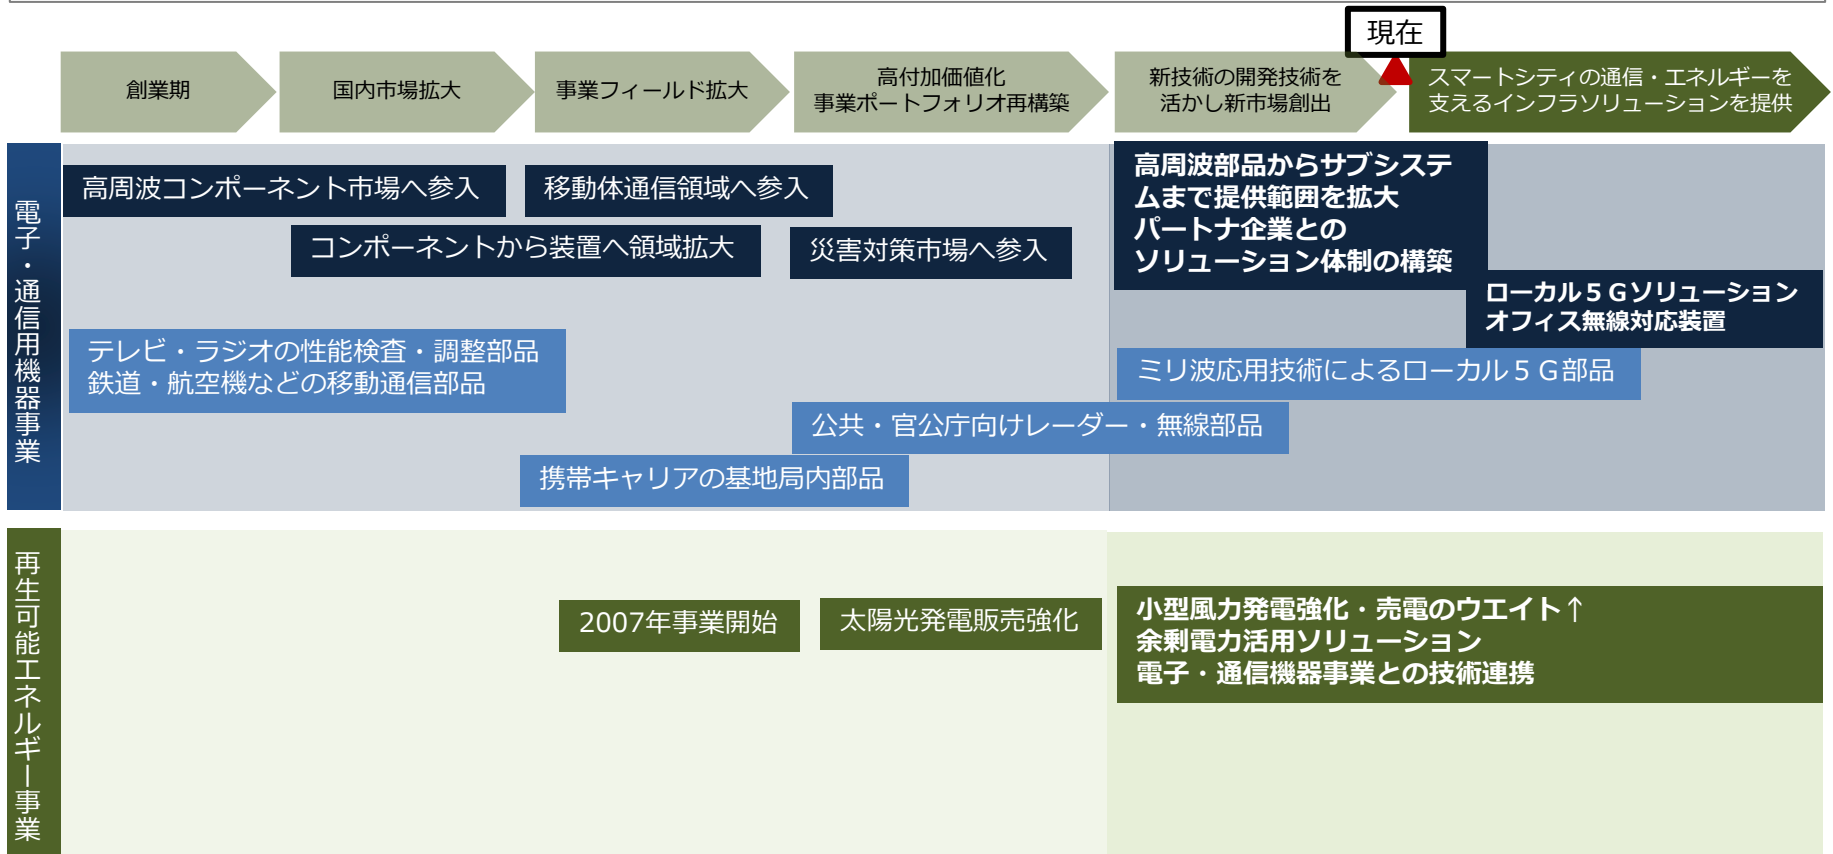 現在
創業期
国内市場拡大
事業フィールド拡大
高付加価値化
事業ポートフォリオ再構築
新技術の開発技術を
活かし新市場創出
スマートシティの通信・エネルギーを
支えるインフラソリューションを提供
電子・通信用機器事業
高周波コンポーネント市場へ参入
移動体通信領域へ参入
コンポーネントから装置へ領域拡大
災害対策市場へ参入
高周波部品からサブシステ
ムまで提供範囲を拡大
パートナ企業との
ソリューション体制の構築
ローカル５Ｇソリューション
オフィス無線対応装置
テレビ・ラジオの性能検査・調整部品
鉄道・航空機などの移動通信部品
ミリ波応用技術によるローカル５Ｇ部品
公共・官公庁向けレーダー・無線部品
携帯キャリアの基地局内部品
再生可能エネルギー事業
2007年事業開始
太陽光発電販売強化
小型風力発電強化・売電のウエイト↑
余剰電力活用ソリューション
電子・通信機器事業との技術連携